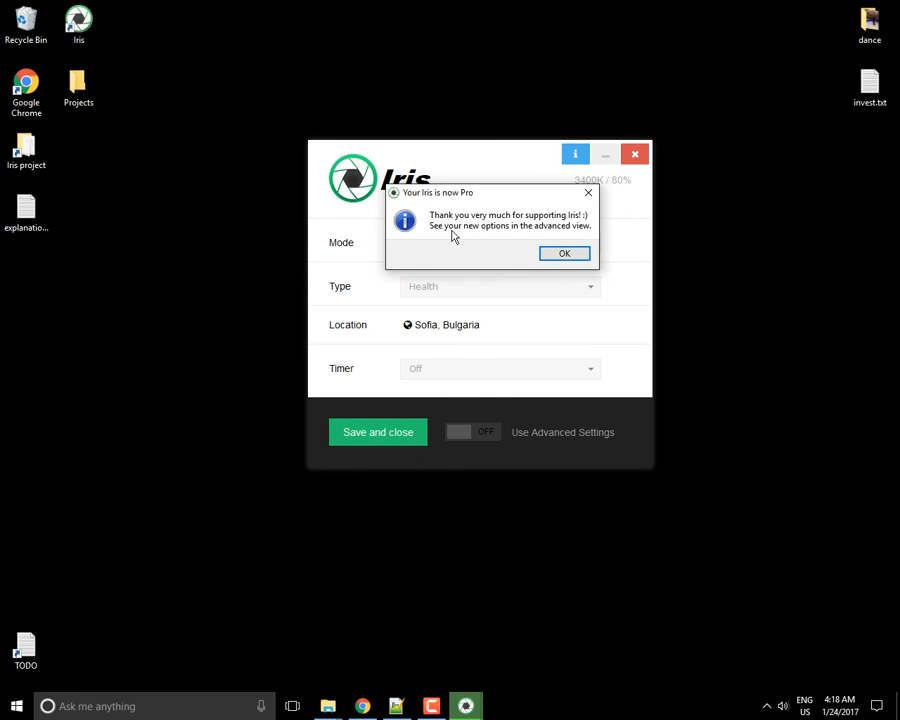 Recycle Bin
Iris
dance
Google
Chrome
Projects
invest.txt
Iris project
explanatio...
Iris
3400K / 80%
Your Iris is now Pro
Thank you very much for supporting Iris! :)
See your new options in the advanced view.
OK
Mode
Type
Health
Location
Sofia, Bulgaria
Timer
Off
Save and close
OFF
Use Advanced Settings
TODO
Ask me anything
ENG
US
4:18 AM
1/24/2017